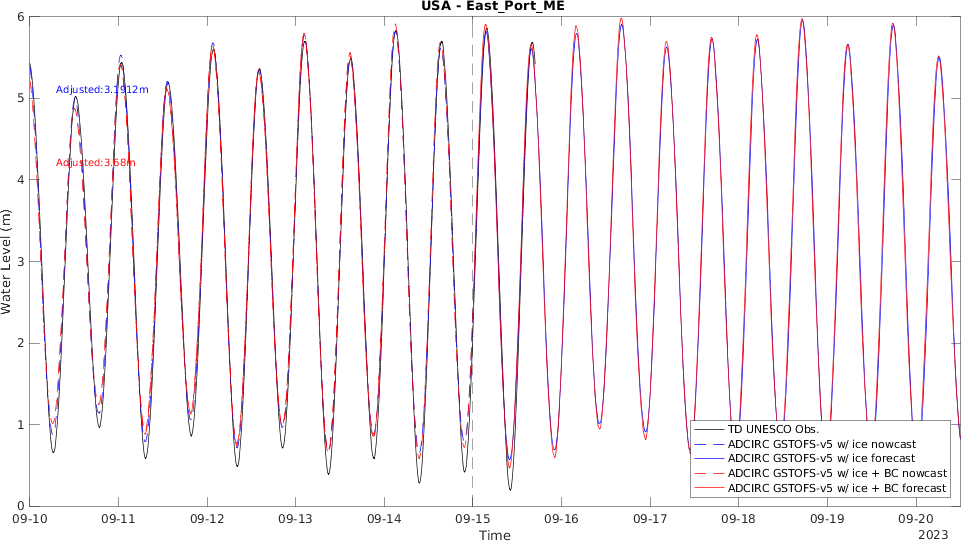 USA - East_Port_ME
6
5
4
3
2
1
0
Water Level (m)
Adjusted:3.1912m
Adjusted:3.68m
TD UNESCO Obs.
ADCIRC GSTOFS-v5 w/ ice nowcast
ADCIRC GSTOFS-v5 w/ ice forecast
ADCIRC GSTOFS-v5 w/ ice + BC nowcast
ADCIRC GSTOFS-v5 w/ ice + BC forecast
09-10 09-11 09-12 09-13 09-14 09-15 09-16 09-17 09-18 09-19 09-20
Time
2023